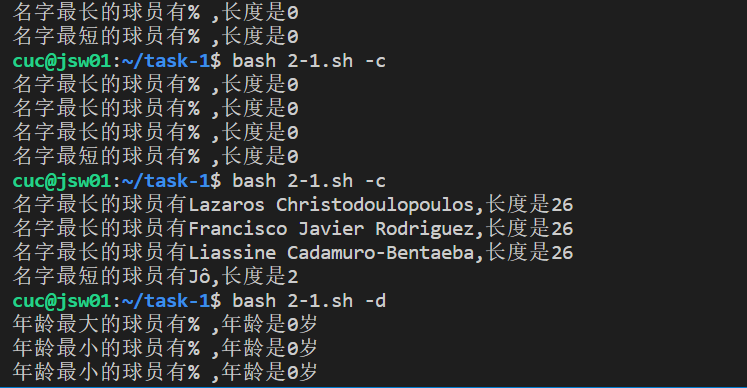 名字最长的球员有% ,长度是0
名字最短的球员有% ,长度是0
cuc@jsw01:~/task-1$ bash 2-1.sh -c
名字最长的球员有% ,长度是0
名字最长的球员有% ,长度是0
名字最长的球员有% ,长度是0
名字最短的球员有% ,长度是0
cuc@jsw01:~/task-1$ bash 2-1.sh -c
名字最长的球员有Lazaros Christodoulopoulos,长度是26
名字最长的球员有Francisco Javier Rodriguez,长度是26
名字最长的球员有Liassine Cadamuro-Bentaeba,长度是26
名字最短的球员有Jô,长度是2
cuc@jsw01:~/task-1$ bash 2-1.sh -d
年龄最大的球员有% ,年龄是0岁
年龄最小的球员有% ,年龄是0岁
年龄最小的球员有% ,年龄是0岁